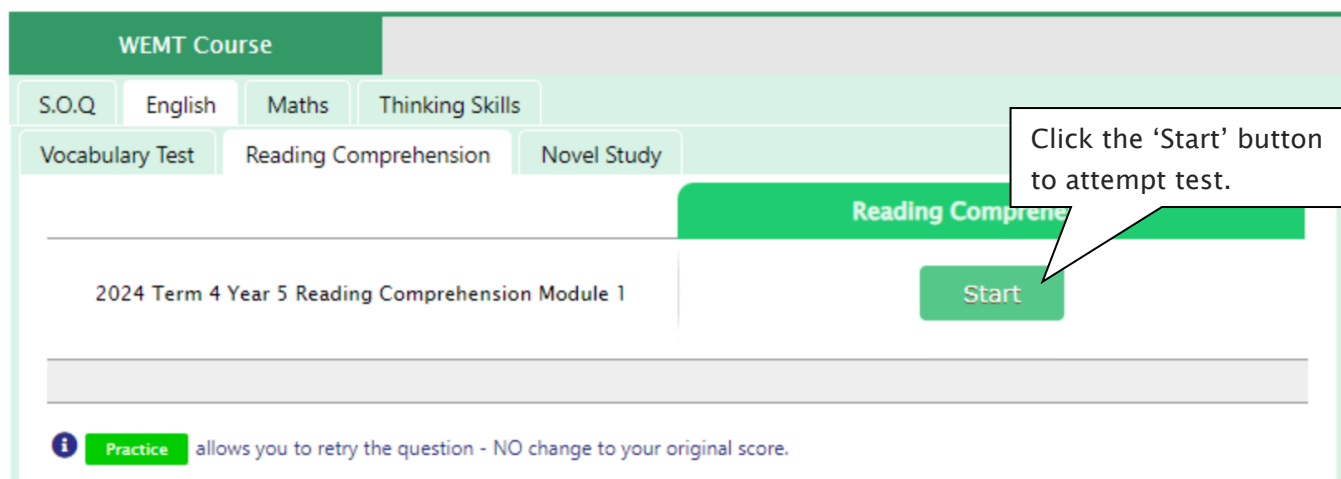 WEMT Course
S.O.Q English Maths Thinking Skills
Vocabulary Test Reading Comprehension Novel Study
Click the ‘Start’ button
to attempt test.
Reading
2024 Term 4 Year 5 Reading Comprehension Module 1
Start
Practice allows you to retry the question - NO change to your original score.